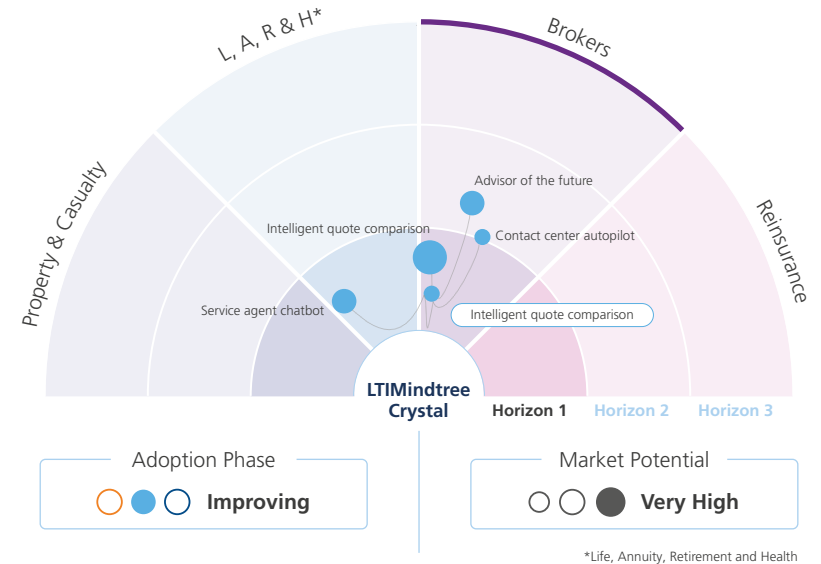 L, A, R & H*
Brokers
Property & Casualty
Reinsurance
Advisor of the future
Intelligent quote comparison
Contact center autopilot
Service agent chatbot
Intelligent quote comparison
LTIMindtree
Crystal
Horizon 1
Horizon 2
Horizon 3
Adoption Phase
Improving
Market Potential
Very High
*Life, Annuity, Retirement and Health